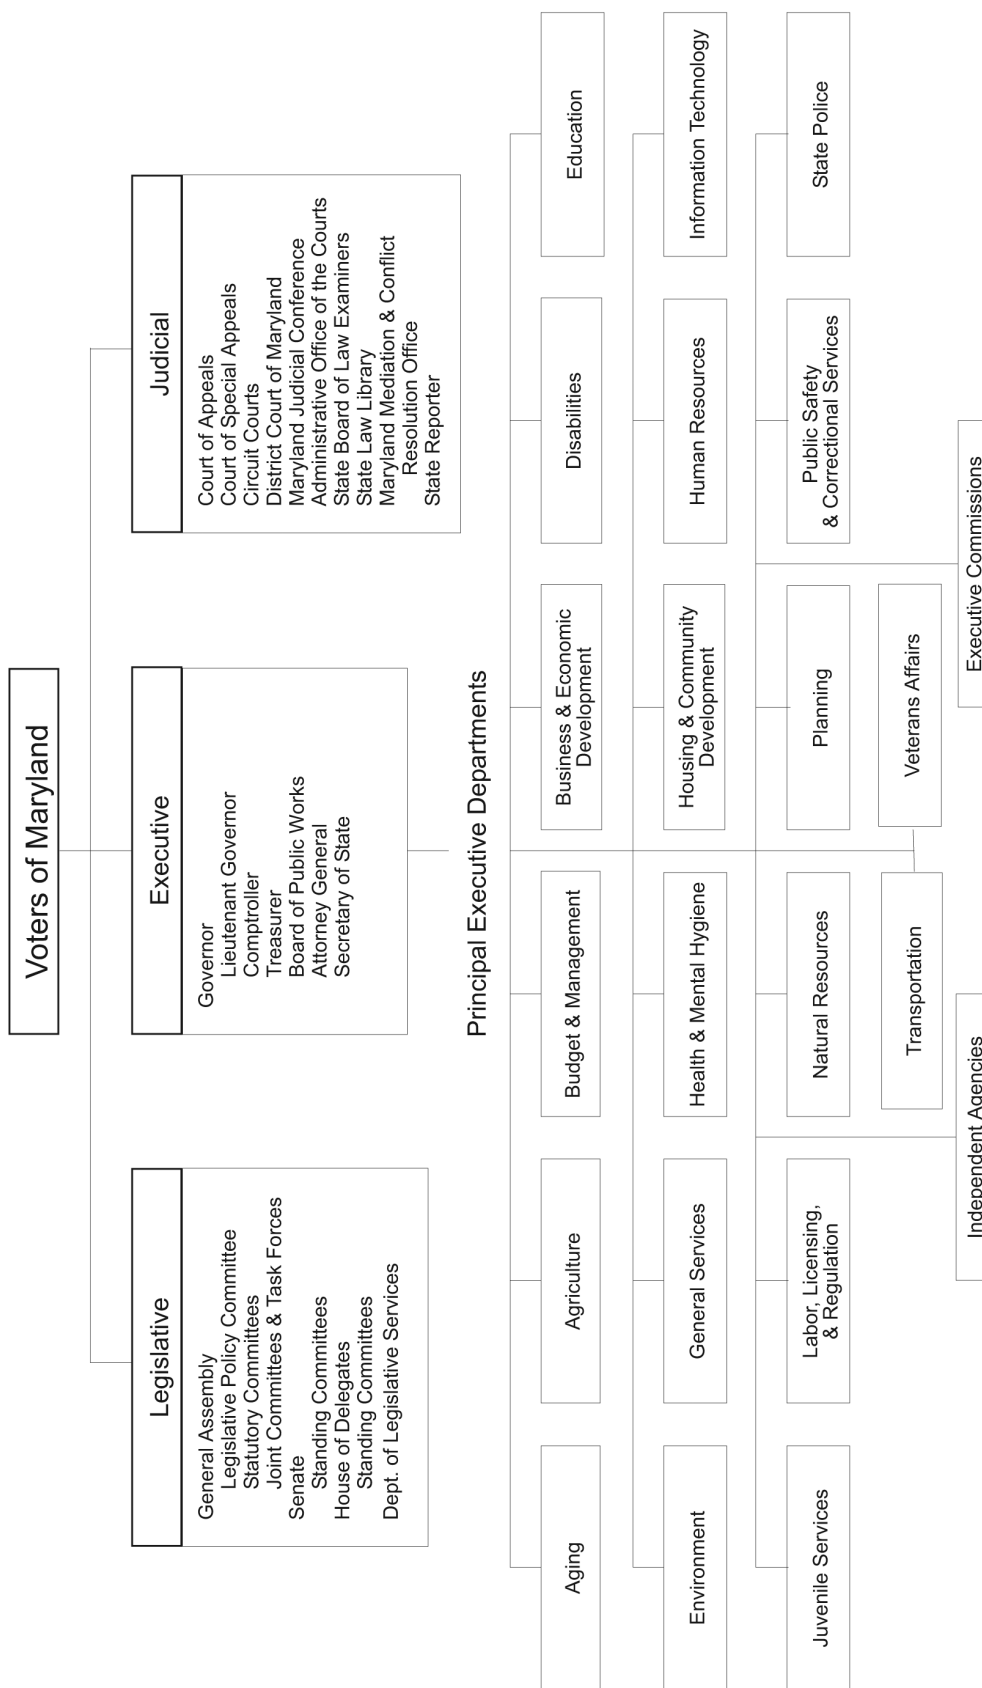 Voters of Maryland
Legislative
General Assembly
Legislative Policy Committee
Statutory Committees
Joint Committees & Task Forces
Senate
Standing Committees
House of Delegates
Standing Committees
Dept. of Legislative Services
Executive
Governor
Lieutenant Governor
Comptroller
Treasurer
Board of Public Works
Attorney General
Secretary of State
Judicial
Court of Appeals
Court of Special Appeals
Circuit Courts
District Court of Maryland
Maryland Judicial Conference
Administrative Office of the Courts
State Board of Law Examiners
State Law Library
Maryland Mediation & Conflict
Resolution Office
State Reporter
Principal Executive Departments
Aging
Agriculture
Budget & Management
Business & Economic
Development
Disabilities
Education
Environment
General Services
Health & Mental Hygiene
Housing & Community
Development
Human Resources
Information Technology
Juvenile Services
Labor, Licensing,
& Regulation
Natural Resources
Planning
Public Safety
& Correctional Services
State Police
Transportation
Veterans Affairs
Independent Agencies
Executive Commissions